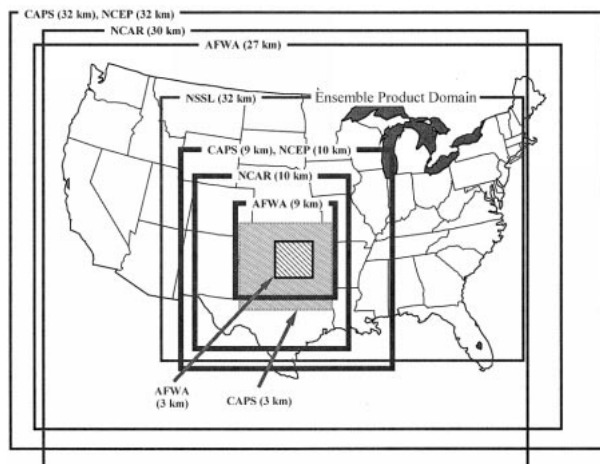 CAPS (32 km), NCEP (32 km)
NCAR (30 km)
AFWA (27 km)
NSSL (32 km)
Ensemble Product Domain
CAPS (9 km), NCEP (10 km)
NCAR (10 km)
AFWA (9 km)
AFWA
(3 km)
CAPS (3 km)